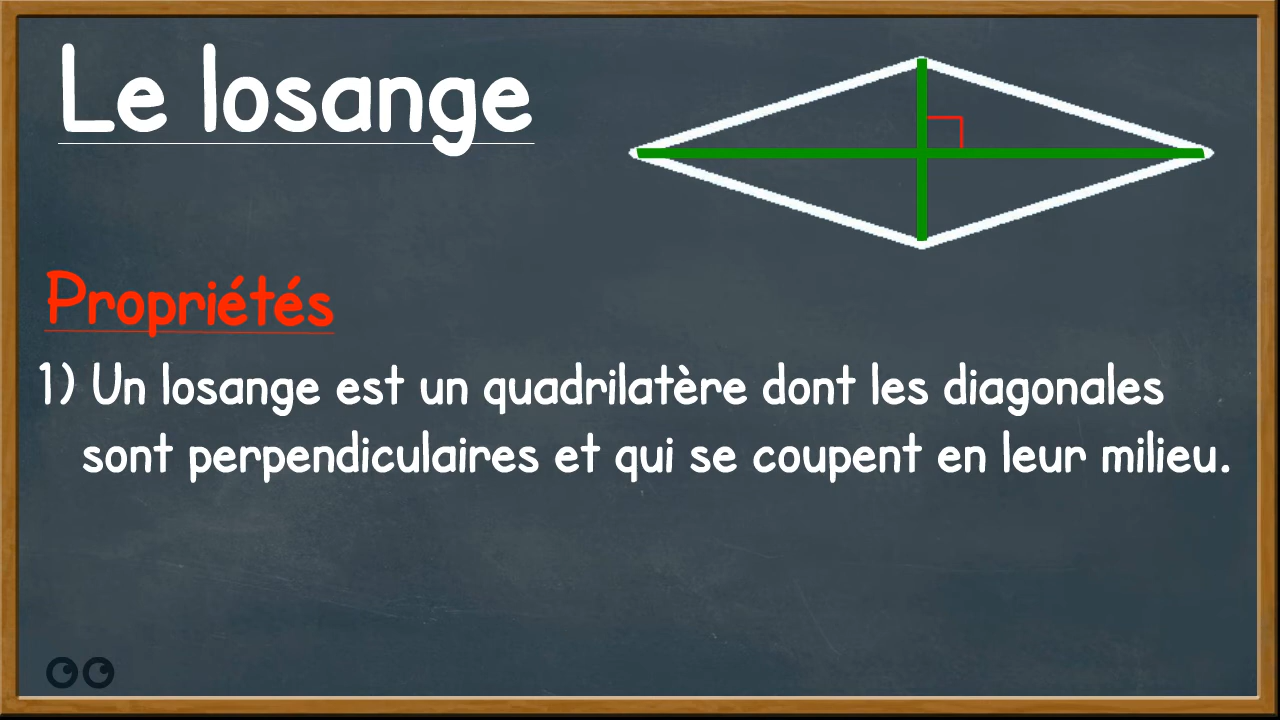 Le losange
Propriétés
1) Un losange est un quadrilatère dont les diagonales
sont perpendiculaires et qui se coupent en leur milieu.